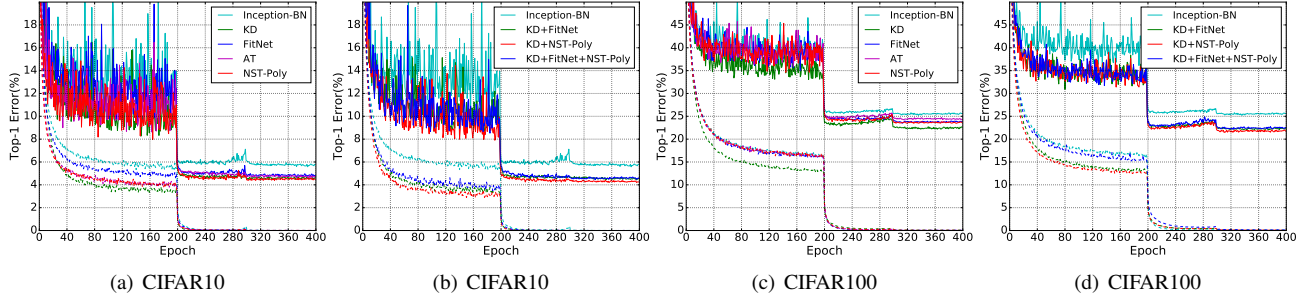 Top-1 Error(%)
20
18
16
14
12
10
8
6
4
2
0
0 40 80 120 160 200 240 280 320 360 400
Epoch
Inception-BN
KD
FitNet
AT
NST-Poly
(a) CIFAR10
Top-1 Error(%)
20
18
16
14
12
10
8
6
4
2
0
0 40 80 120 160 200 240 280 320 360 400
Epoch
Inception-BN
KD+FitNet
KD+NST-Poly
KD+FitNet+NST-Poly
(b) CIFAR10
Top-1 Error(%)
45
40
35
30
25
20
15
10
5
0
0 40 80 120 160 200 240 280 320 360 400
Epoch
Inception-BN
KD
FitNet
AT
NST-Poly
(c) CIFAR100
Top-1 Error(%)
45
40
35
30
25
20
15
10
5
0
0 40 80 120 160 200 240 280 320 360 400
Epoch
Inception-BN
KD+FitNet
KD+NST-Poly
KD+FitNet+NST-Poly
(d) CIFAR100